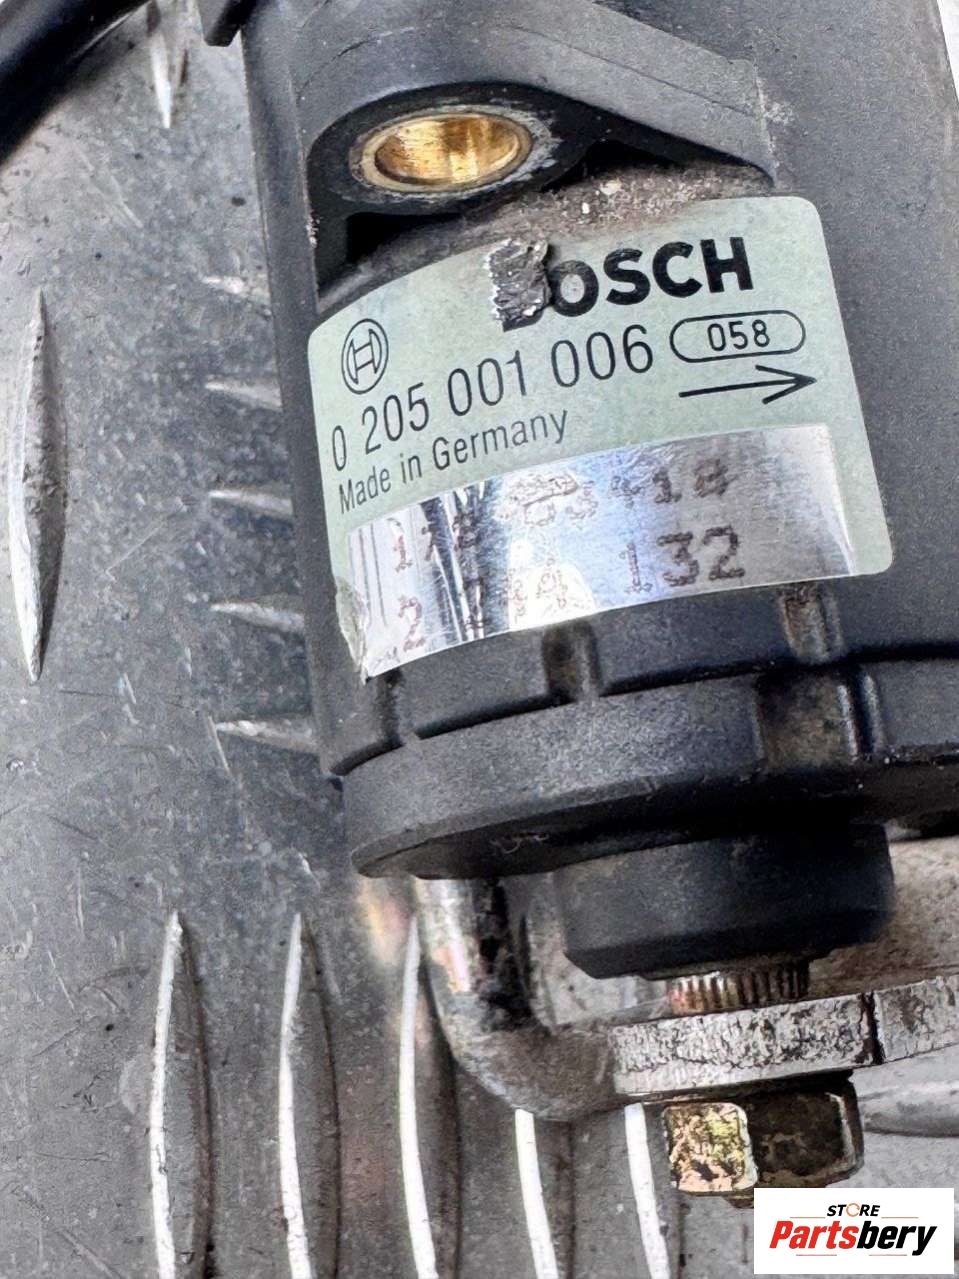 BOSCH
0 205 001 006 058
Made in Germany
132
STORE
Partsbery